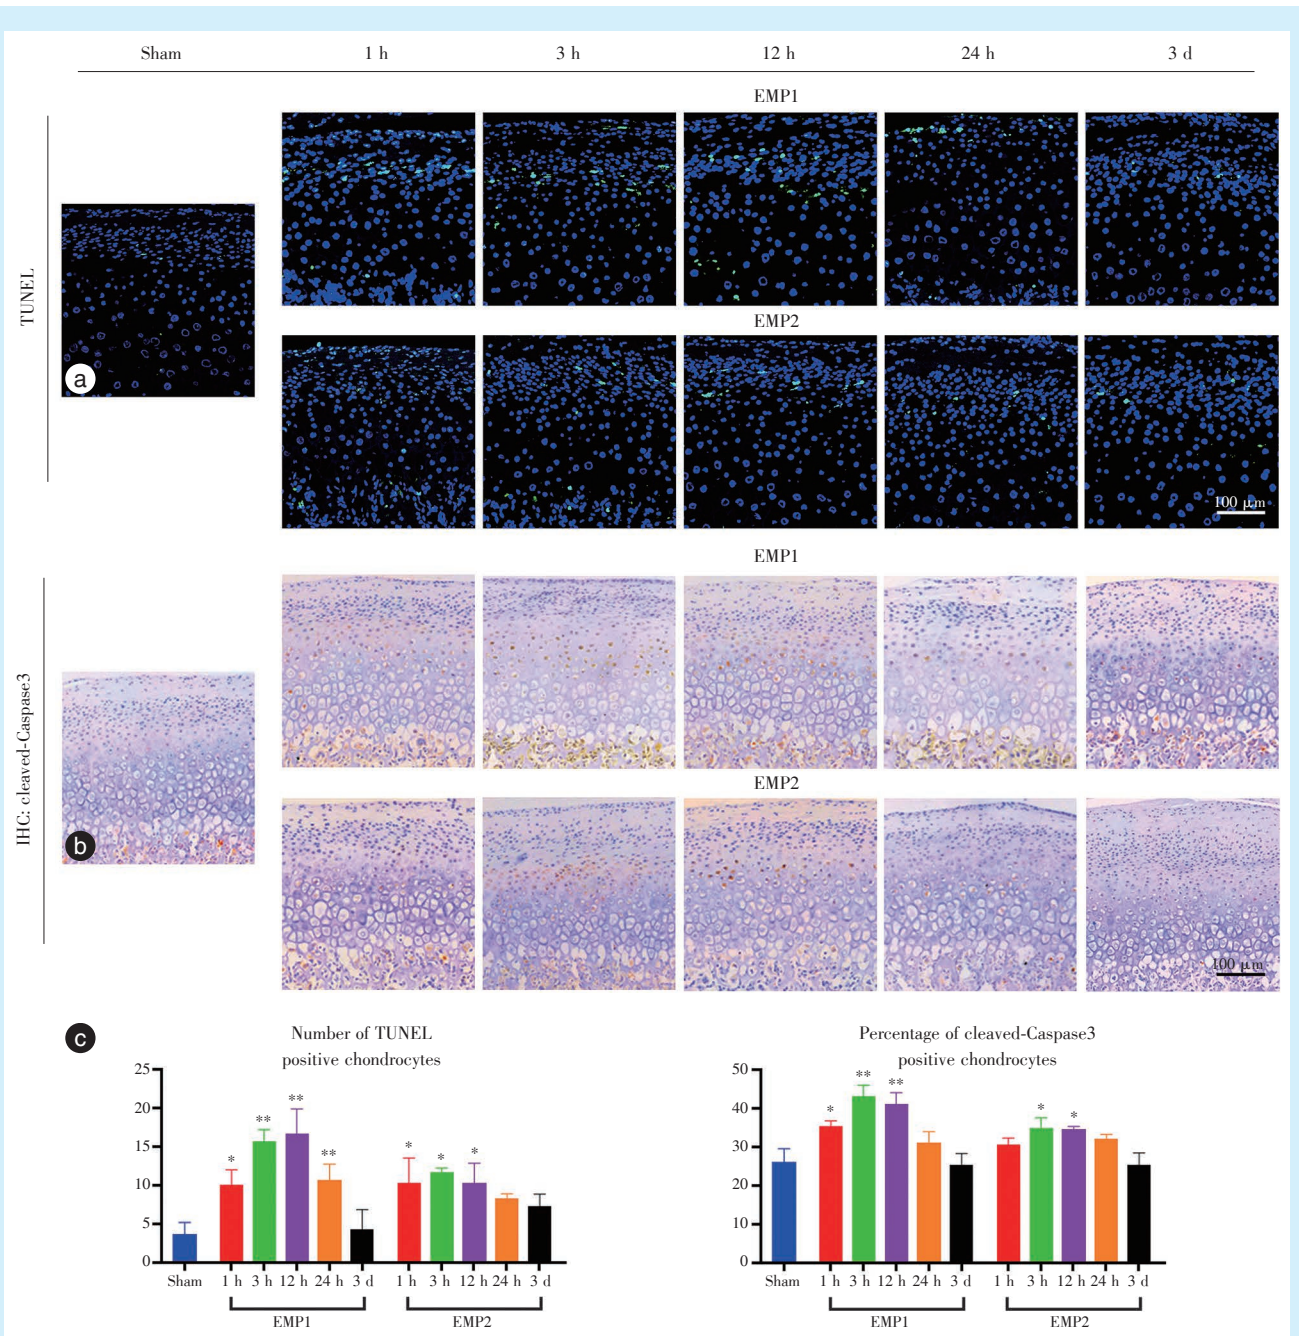 Sham 1 h 3 h 12 h 24 h 3 d
EMP1
TUNEL
a
EMP2
100 μm
EMP1
IHC: cleaved-Caspase3
b
EMP2
100 μm
c
Number of TUNEL
positive chondrocytes
25
20
15
10
5
0
* ** ** ** * * *
Sham 1 h 3 h 12 h 24 h 3 d 1 h 3 h 12 h 24 h 3 d
EMP1 EMP2
Percentage of cleaved-Caspase3
positive chondrocytes
50
40
30
20
10
0
* ** ** * *
Sham 1 h 3 h 12 h 24 h 3 d 1 h 3 h 12 h 24 h 3 d
EMP1 EMP2